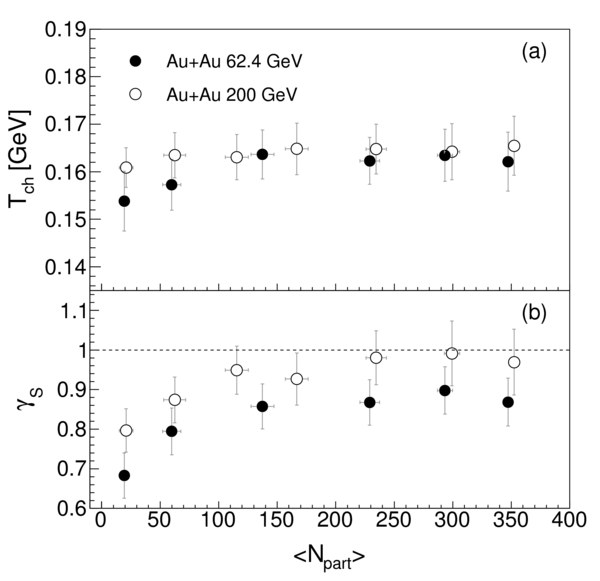 0.19
(a)
Au+Au 62.4 GeV
0.18
Au+Au 200 GeV
0.17
0.16
0.15
0.14
T_ch [GeV]
1.1
(b)
1
0.9
0.8
0.7
0.6
γ_S
0 50 100 150 200 250 300 350 400
<N_part>